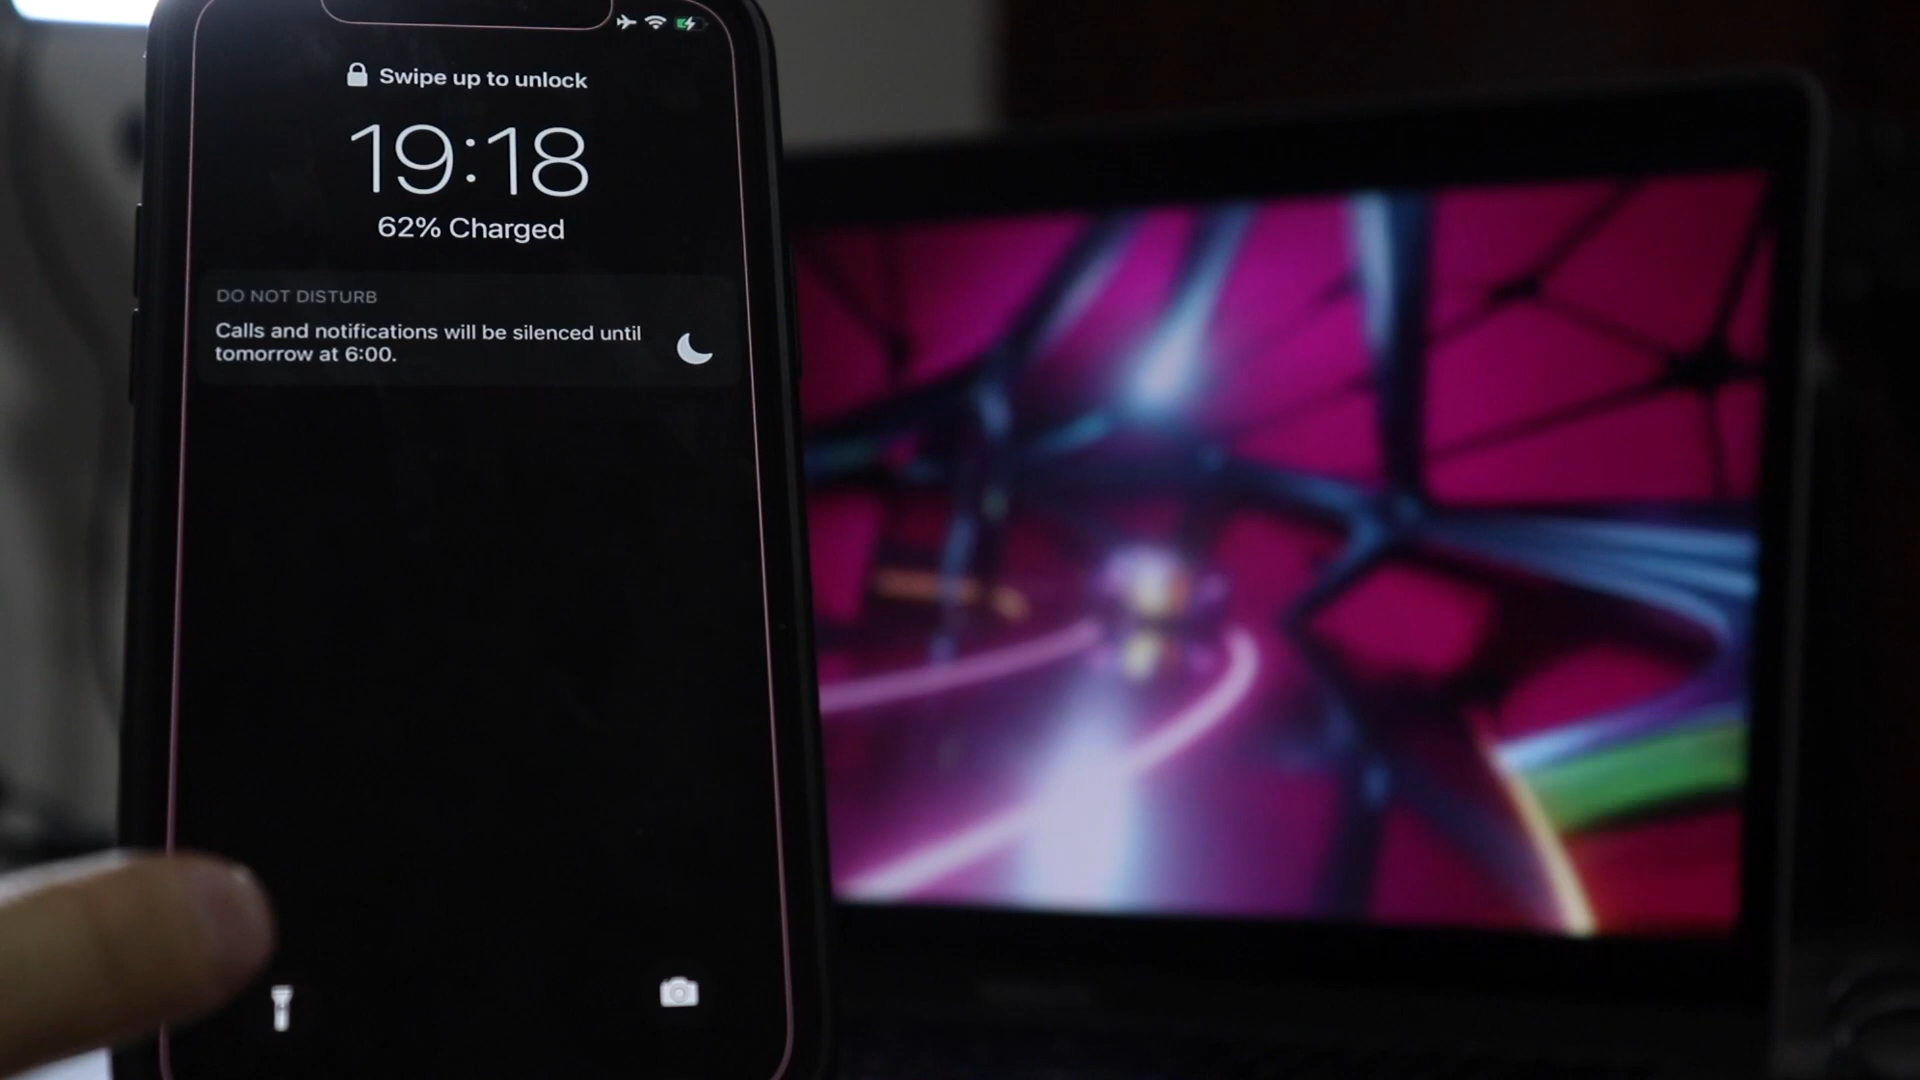 Swipe up to unlock
19:18
62% Charged
DO NOT DISTURB
Calls and notifications will be silenced until
tomorrow at 6:00.